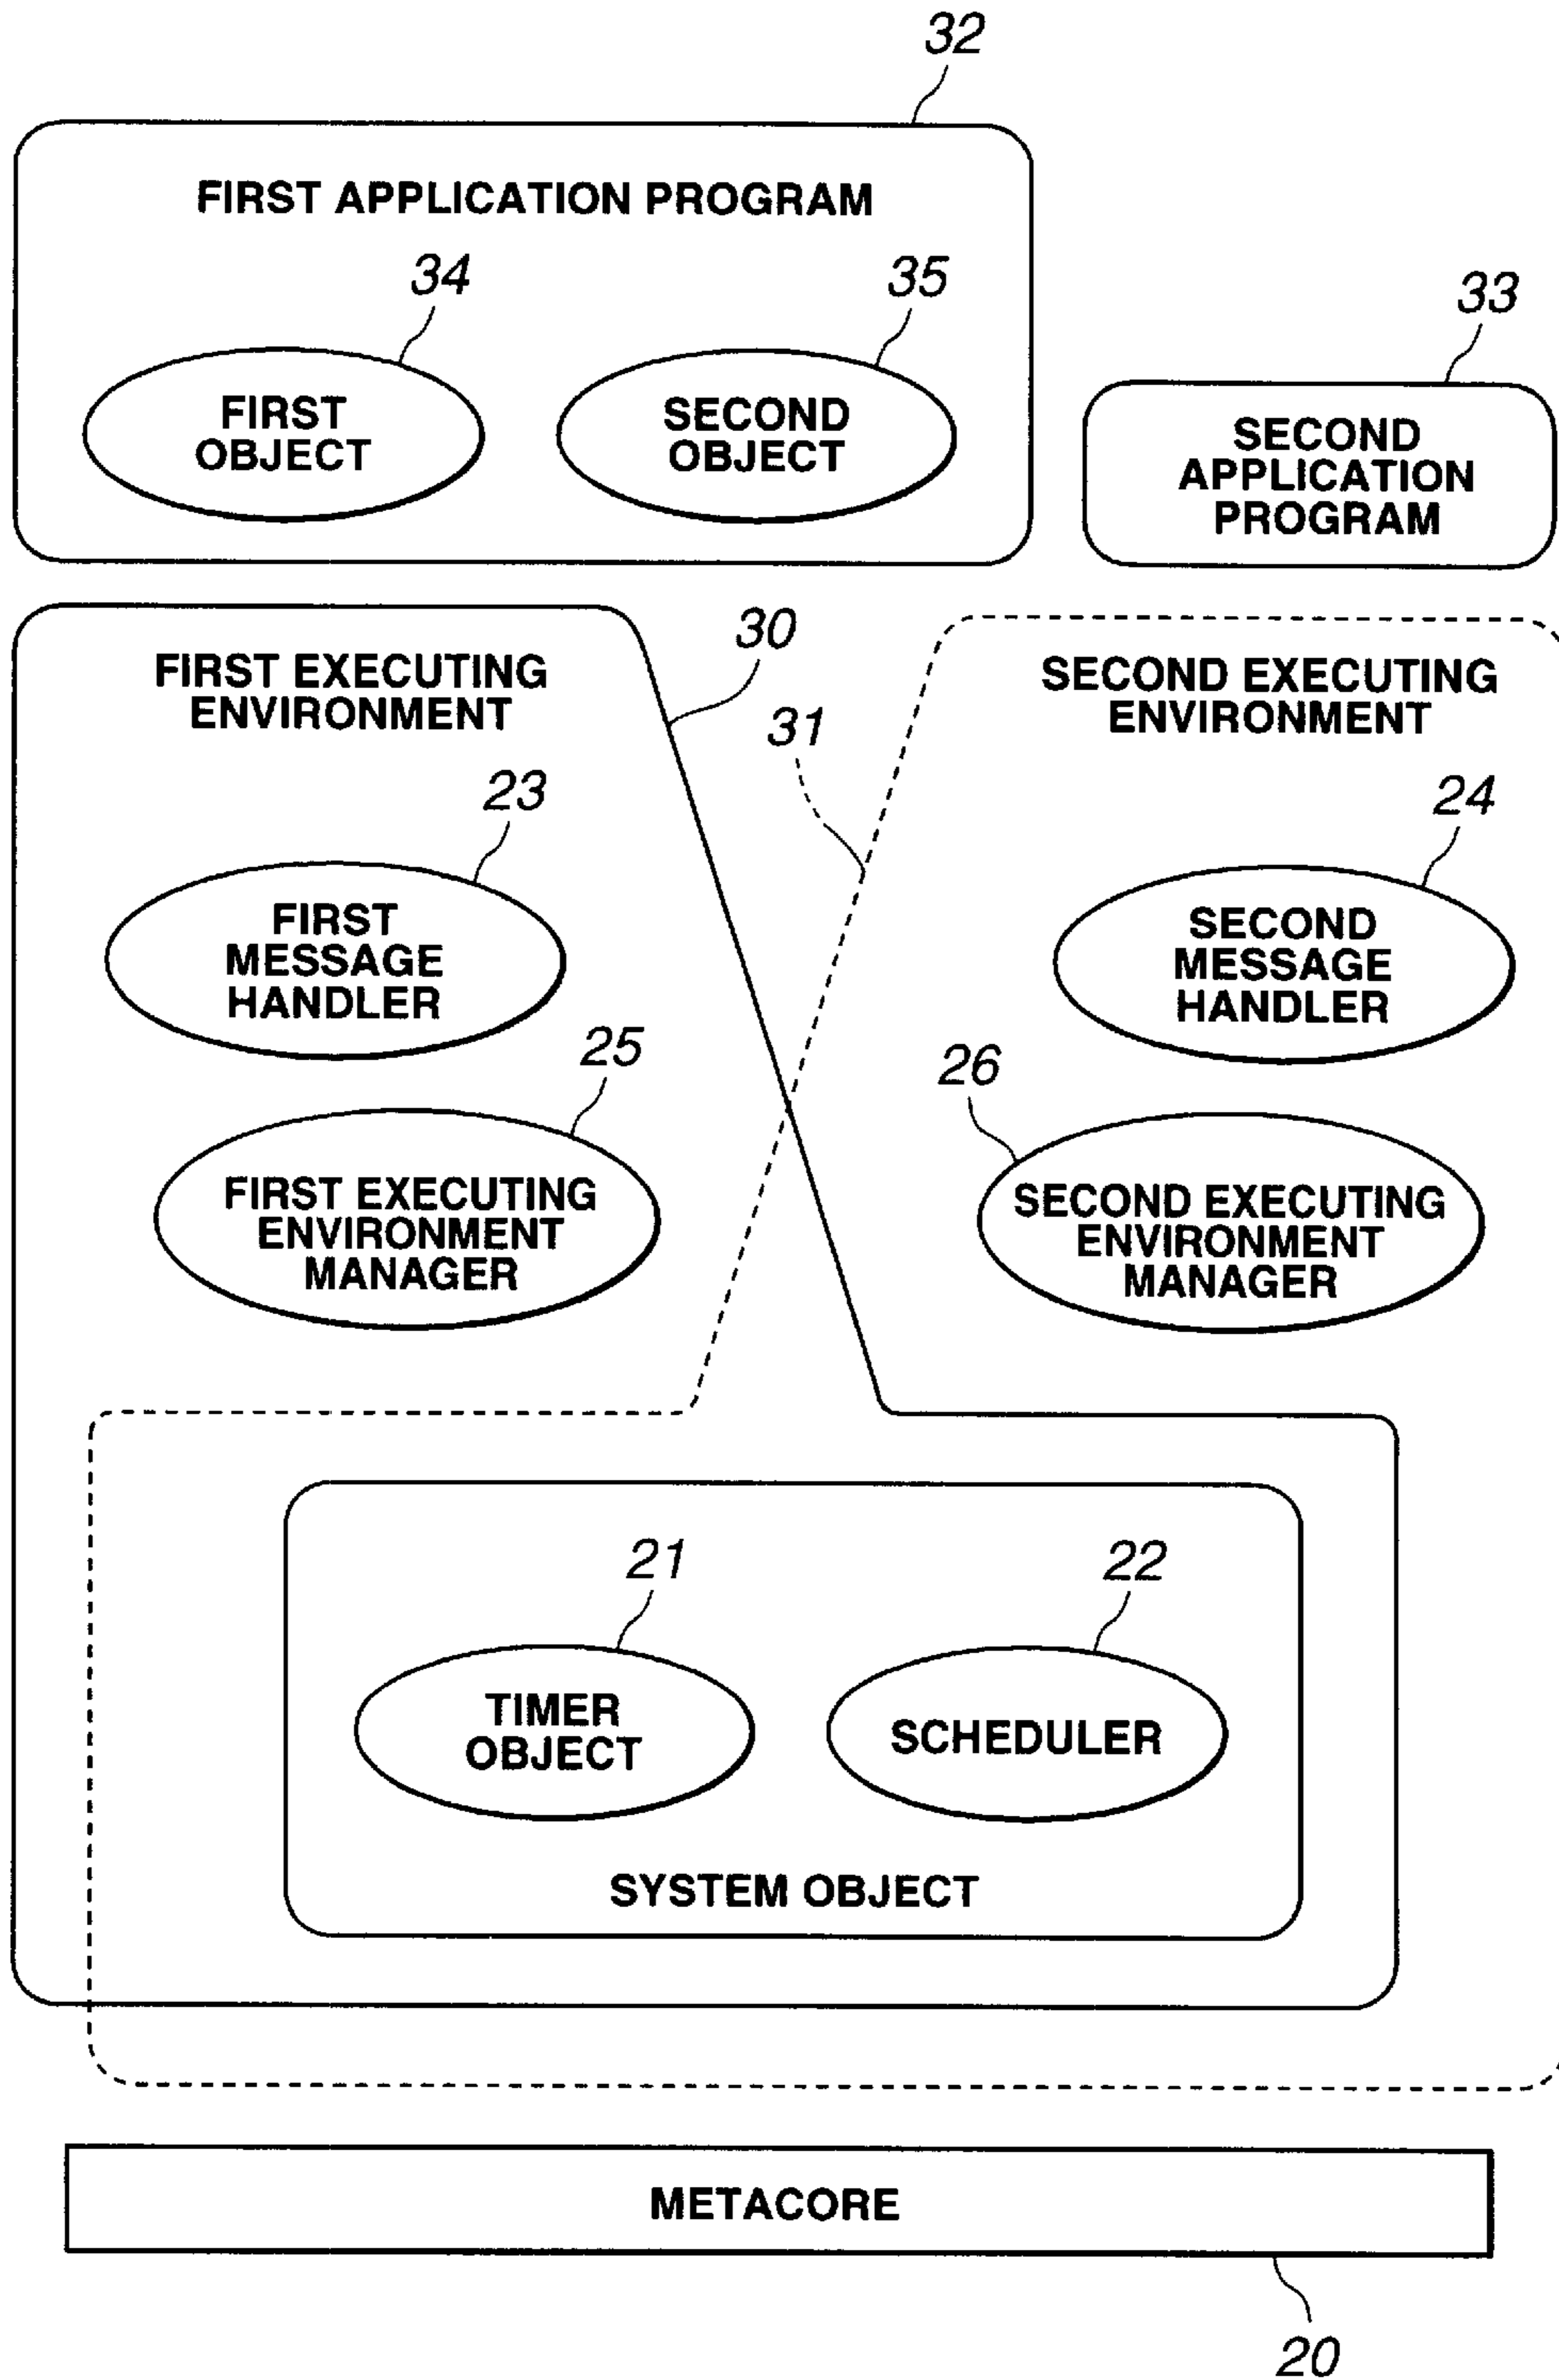 32
FIRST APPLICATION PROGRAM
34
35
FIRST
OBJECT
SECOND
OBJECT
33
SECOND
APPLICATION
PROGRAM
30
FIRST EXECUTING
ENVIRONMENT
31
SECOND EXECUTING
ENVIRONMENT
23
24
FIRST
MESSAGE
HANDLER
SECOND
MESSAGE
HANDLER
25
26
FIRST EXECUTING
ENVIRONMENT
MANAGER
SECOND EXECUTING
ENVIRONMENT
MANAGER
21
22
TIMER
OBJECT
SCHEDULER
SYSTEM OBJECT
METACORE
20